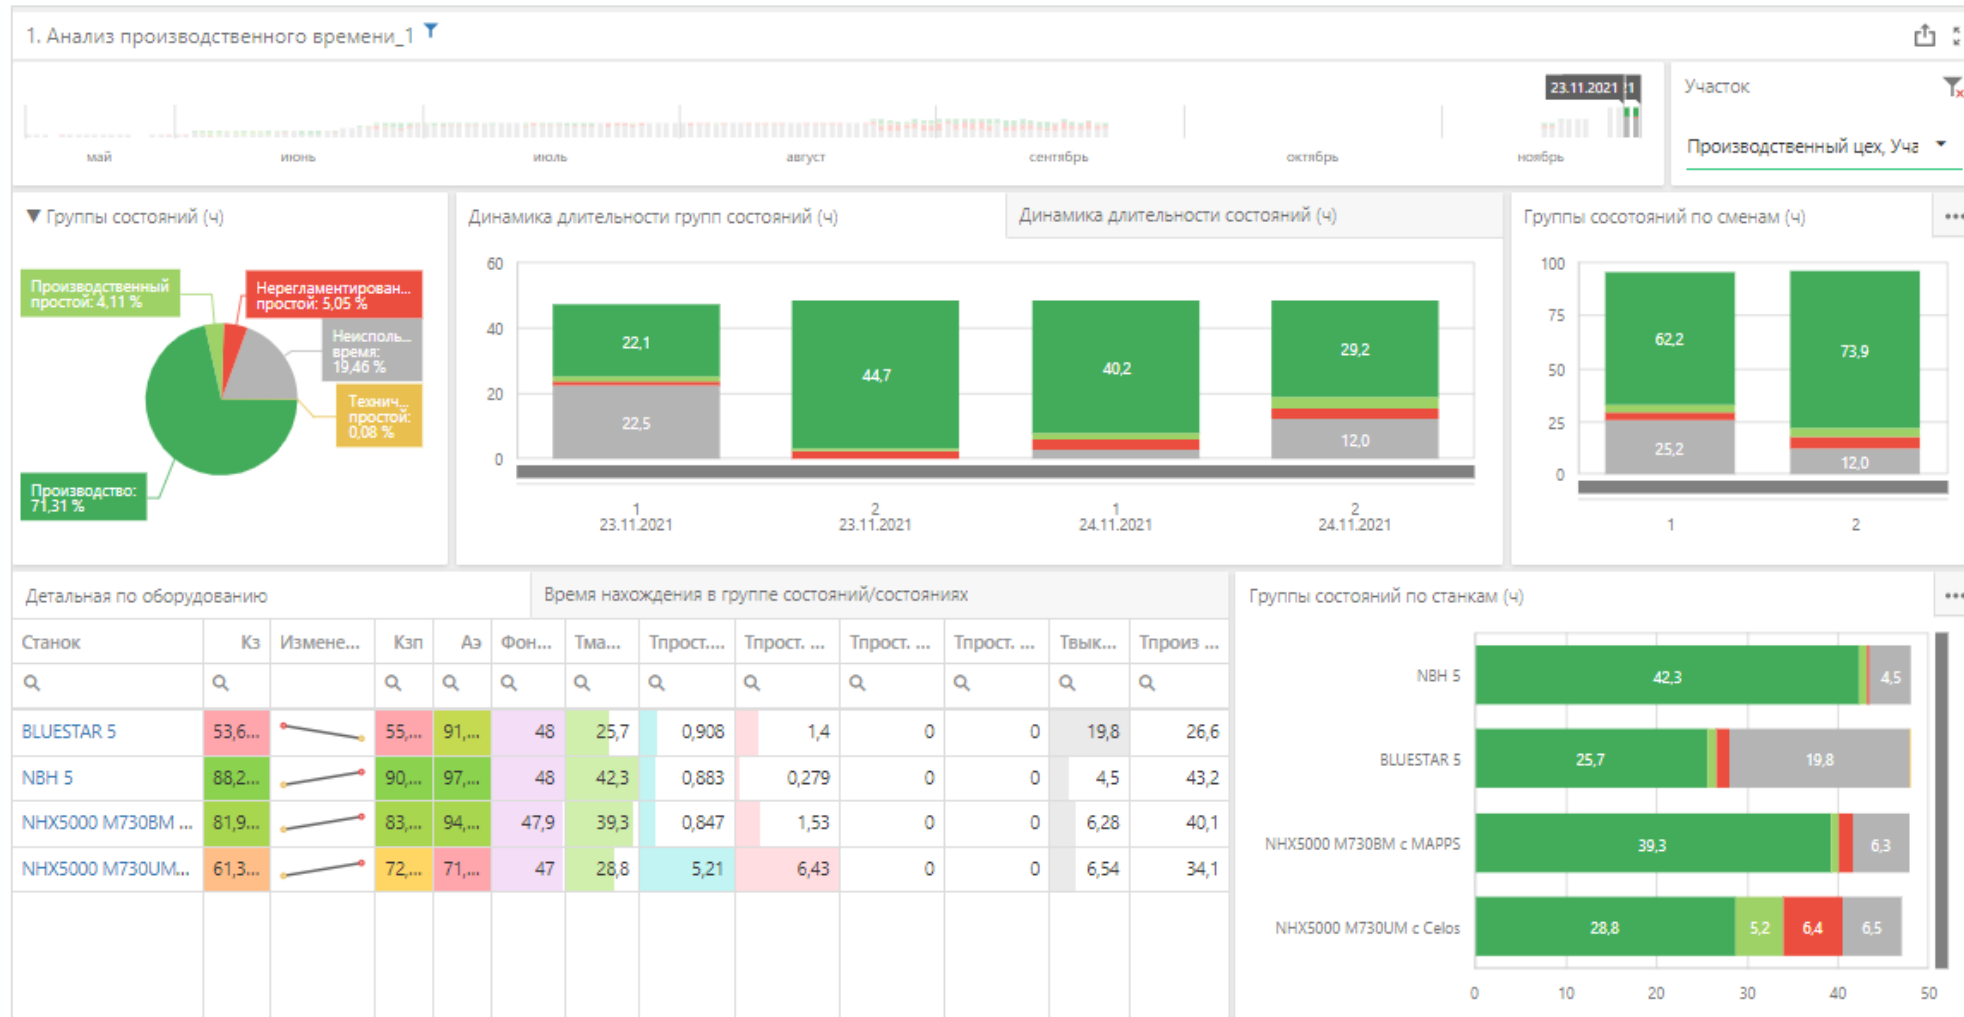 1. Анализ производственного времени_1
23.11.2021
май июнь июль август сентябрь октябрь ноябрь
Участок
Производственный цех, Уча
▼ Группы состояний (ч)
Производственный
простой: 4,11 %
Нерегламентирован...
простой: 5,05 %
Неисполь...
время:
19,46 %
Технич...
простой:
0,08 %
Производство:
71,31 %
Динамика длительности групп состояний (ч)
Динамика длительности состояний (ч)
60
40
20
0
22,1
22,5
44,7
40,2
29,2
12,0
1 2 1 2
23.11.2021 23.11.2021 24.11.2021 24.11.2021
Группы сосотояний по сменам (ч)
100
75
50
25
0
62,2
25,2
73,9
12,0
1 2
Детальная по оборудованию
Время нахождения в группе состояний/состояниях
Станок Кз Измене... Кзп Аэ Фон... Тма... Тпрост.... Тпрост. ... Тпрост. ... Тпрост. ... Твык... Тпроиз ...
BLUESTAR 5 53,6... 55,... 91,... 48 25,7 0,908 1,4 0 0 19,8 26,6
NBH 5 88,2... 90,... 97,... 48 42,3 0,883 0,279 0 0 4,5 43,2
NHX5000 M730BM ... 81,9... 83,... 94,... 47,9 39,3 0,847 1,53 0 0 6,28 40,1
NHX5000 M730UM... 61,3... 72,... 71,... 47 28,8 5,21 6,43 0 0 6,54 34,1
Группы состояний по станкам (ч)
NBH 5 42,3 4,5
BLUESTAR 5 25,7 19,8
NHX5000 M730BM с MAPPS 39,3 6,3
NHX5000 M730UM с Celos 28,8 5,2 6,4 6,5
0 10 20 30 40 50